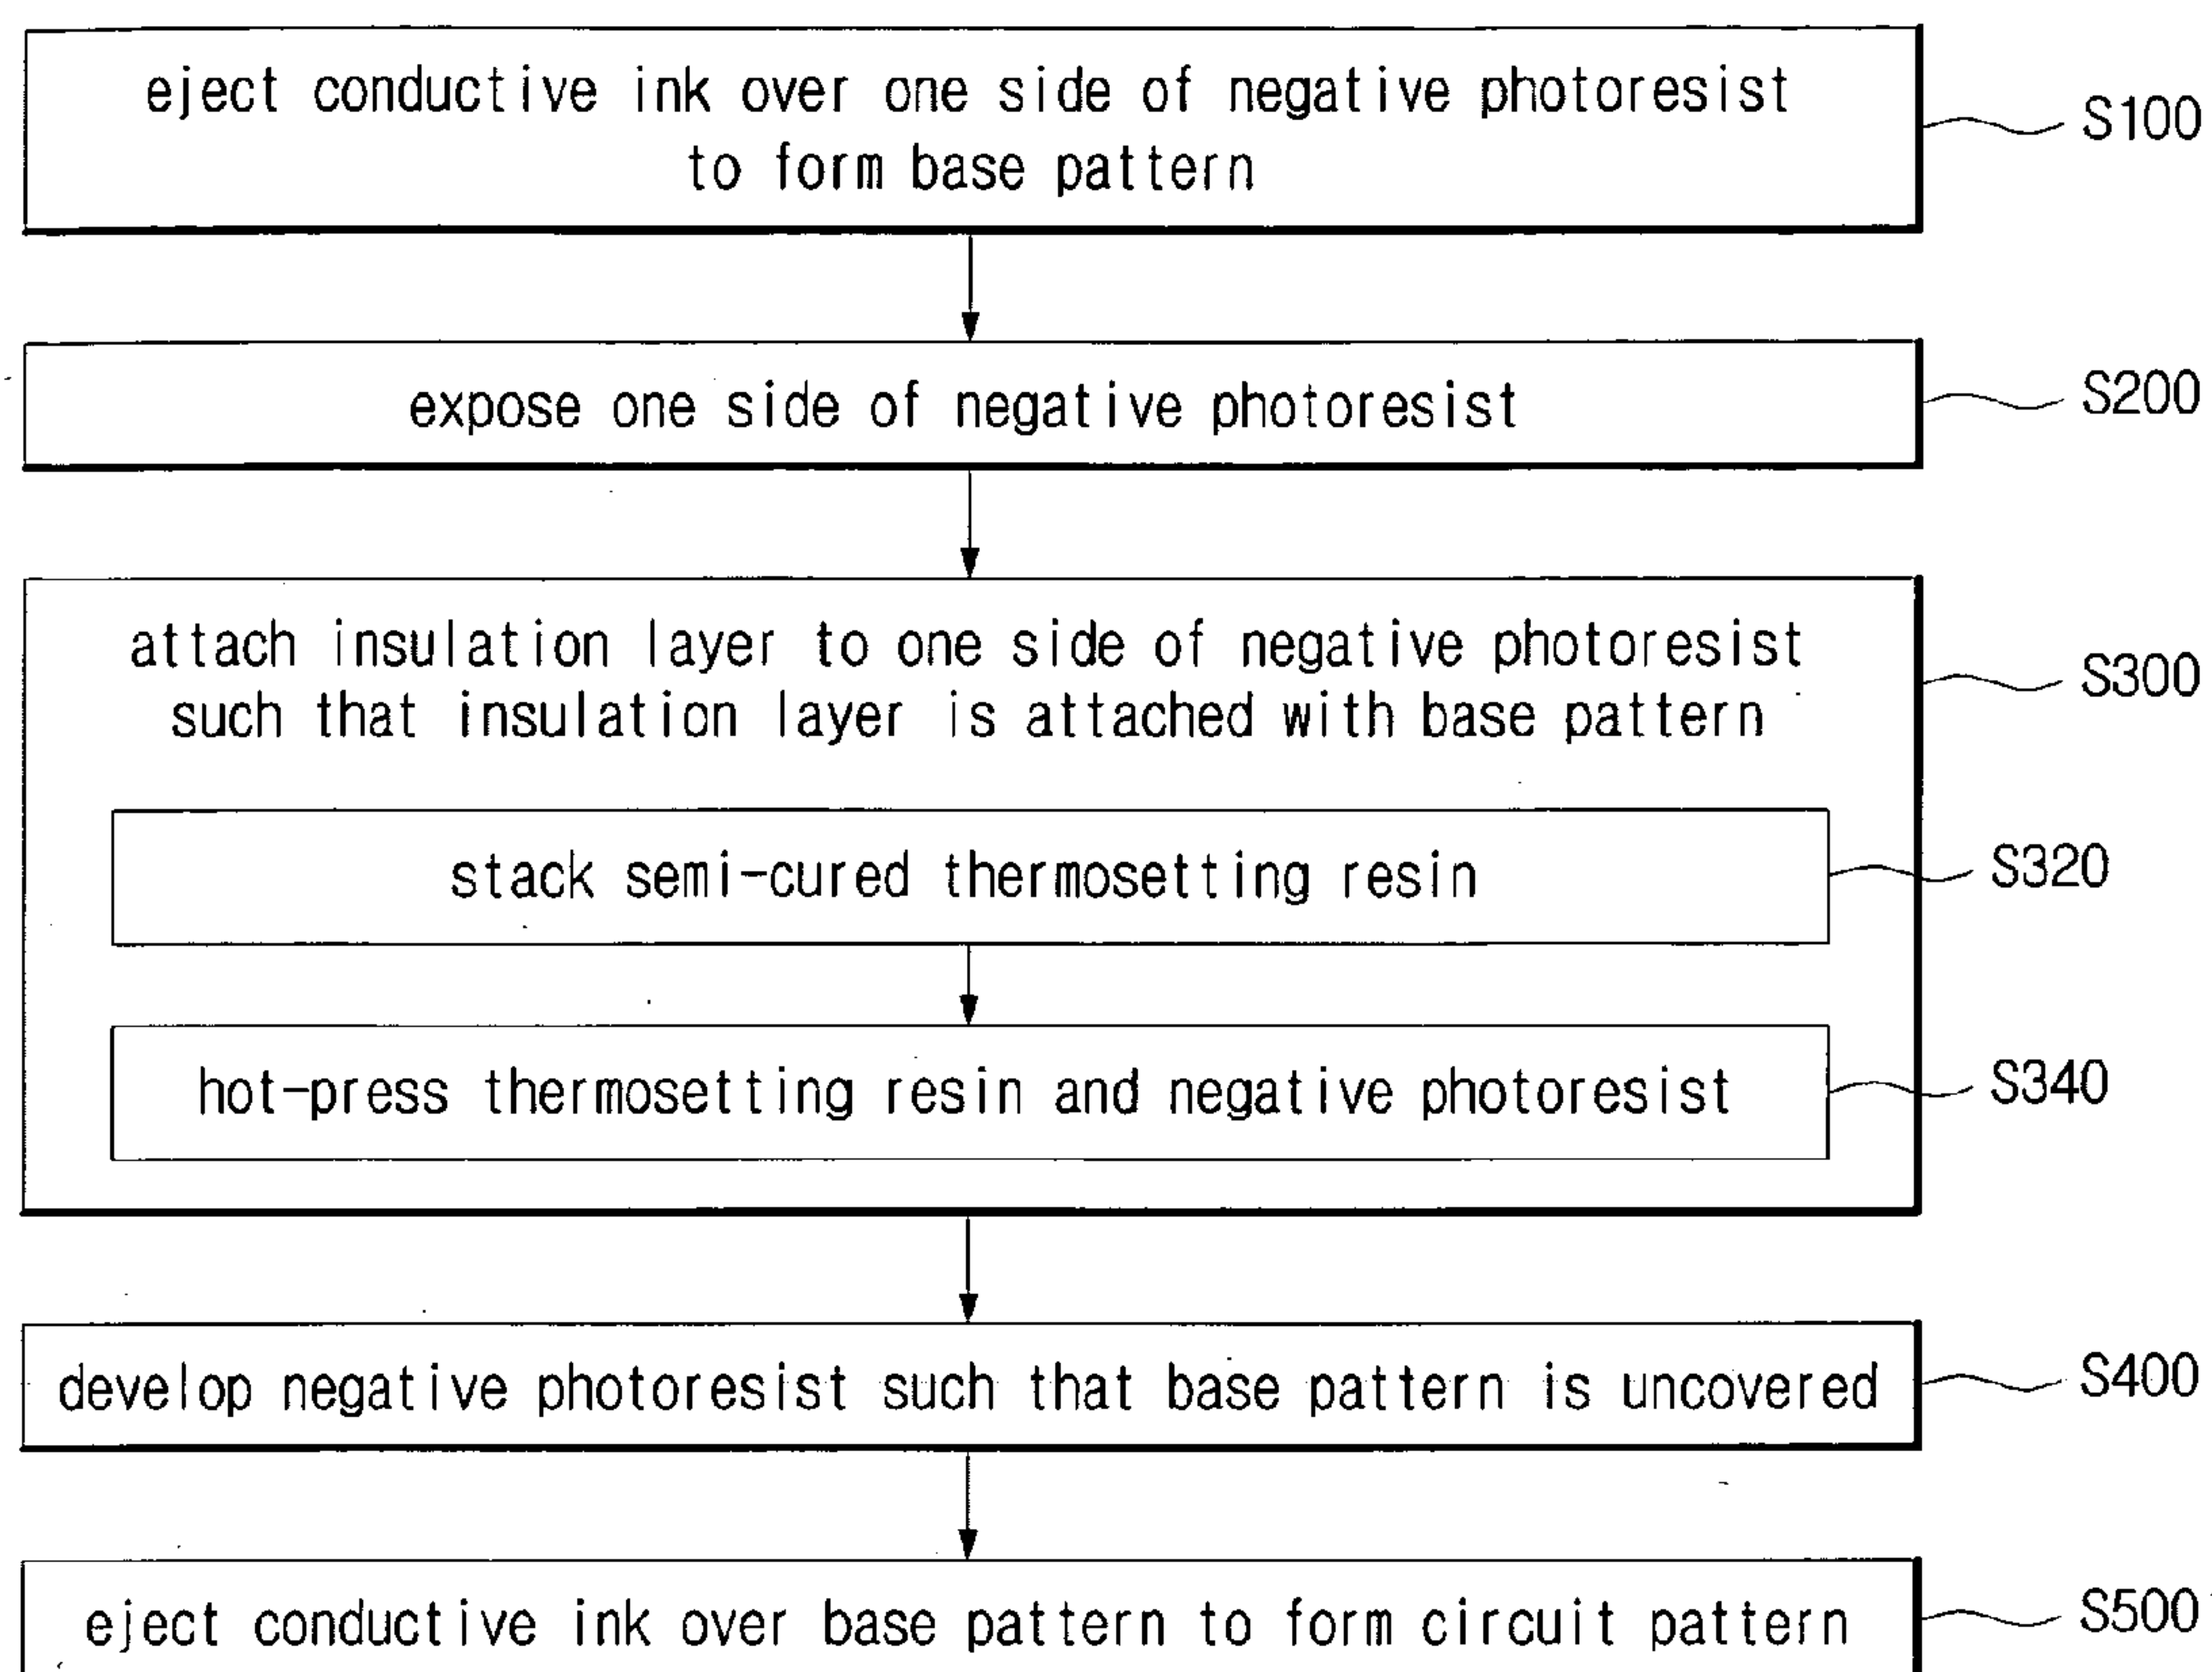 eject conductive ink over one side of negative photoresist
to form base pattern
S100
expose one side of negative photoresist
S200
attach insulation layer to one side of negative photoresist
such that insulation layer is attached with base pattern
S300
stack semi-cured thermosetting resin
S320
hot-press thermosetting resin and negative photoresist
S340
develop negative photoresist such that base pattern is uncovered
S400
eject conductive ink over base pattern to form circuit pattern
S500